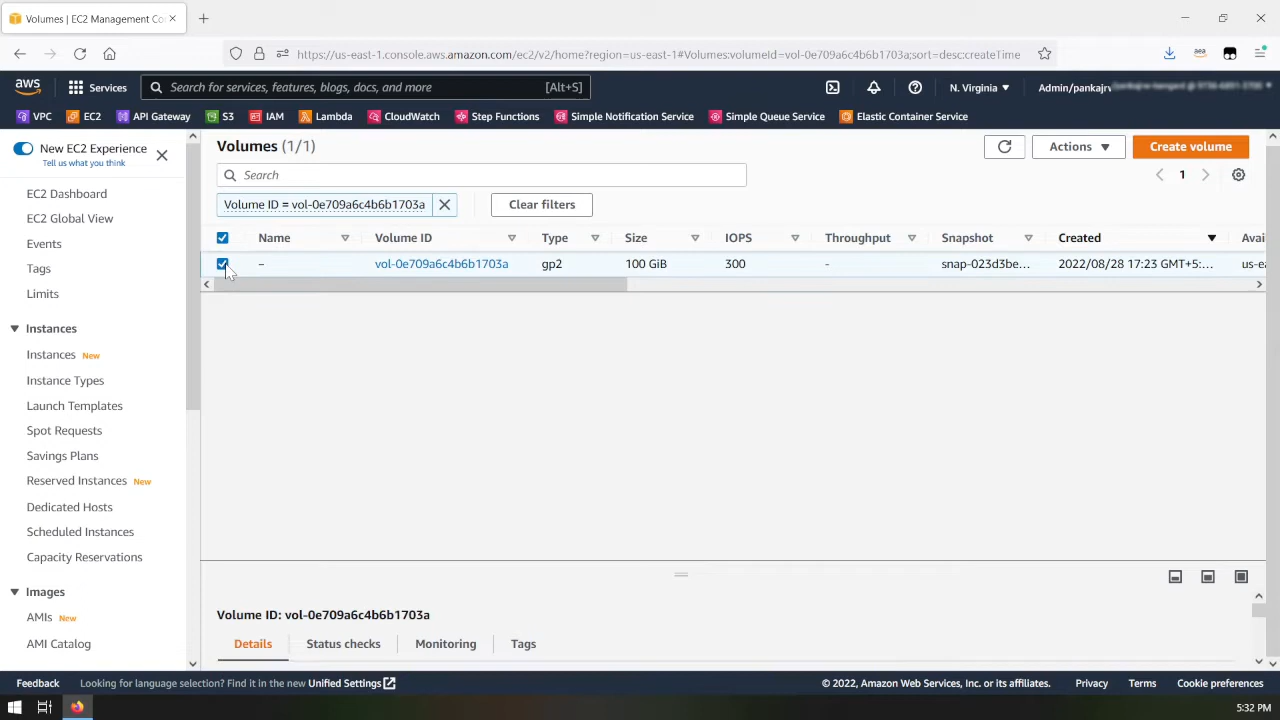 Volumes | EC2 Management Co
https://us-east-1.console.aws.amazon.com/ec2/v2/home?region=us-east-1#Volumes:volumeId=vol-0e709a6c4b6b1703a;sort=desc:createTime
aws
Services
Search for services, features, blogs, docs, and more
[Alt+S]
N. Virginia
Admin/pankajrv
VPC
EC2
API Gateway
S3
IAM
Lambda
CloudWatch
Step Functions
Simple Notification Service
Simple Queue Service
Elastic Container Service
New EC2 Experience
Tell us what you think
EC2 Dashboard
EC2 Global View
Events
Tags
Limits
Instances
Instances New
Instance Types
Launch Templates
Spot Requests
Savings Plans
Reserved Instances New
Dedicated Hosts
Scheduled Instances
Capacity Reservations
Images
AMIs New
AMI Catalog
Volumes (1/1)
Actions
Create volume
Search
1
Volume ID = vol-0e709a6c4b6b1703a
Clear filters
Name Volume ID Type Size IOPS Throughput Snapshot Created Avai
– vol-0e709a6c4b6b1703a gp2 100 GiB 300 - snap-023d3be... 2022/08/28 17:23 GMT+5:... us-ea
Volume ID: vol-0e709a6c4b6b1703a
Details Status checks Monitoring Tags
Feedback
Looking for language selection? Find it in the new Unified Settings
© 2022, Amazon Web Services, Inc. or its affiliates.
Privacy
Terms
Cookie preferences
5:32 PM